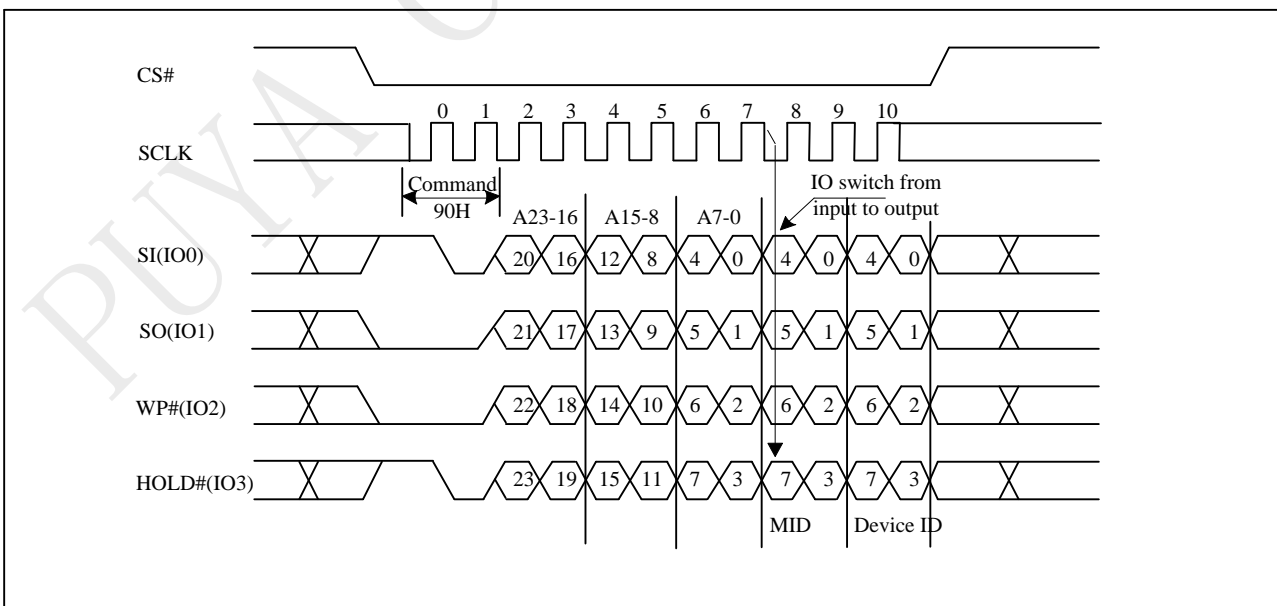 PUYA C
CS#
0 1 2 3 4 5 6 7 8 9 10
SCLK
Command
90H
IO switch from
input to output
A23-16 A15-8 A7-0
SI(IO0)
20 16 12 8 4 0 4 0 4 0
SO(IO1)
21 17 13 9 5 1 5 1 5 1
WP#(IO2)
22 18 14 10 6 2 6 2 6 2
HOLD#(IO3)
23 19 15 11 7 3 7 3 7 3
MID Device ID